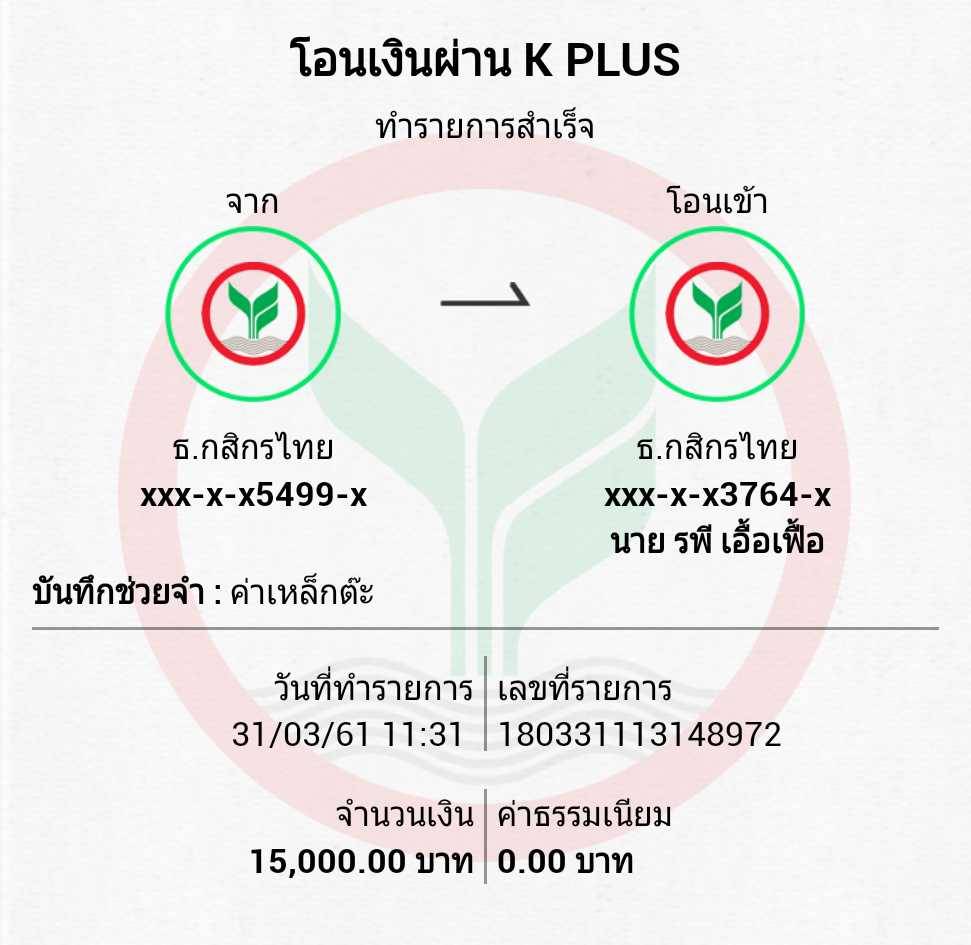 โอนเงินผ่าน K PLUS
ทำรายการสำเร็จ
จาก
โอนเข้า
ธ.กสิกรไทย
xxx-x-x5499-x
ธ.กสิกรไทย
xxx-x-x3764-x
นาย รพี เอื้อเฟื้อ
บันทึกช่วยจำ : ค่าเหล็กต๊ะ
วันที่ทำรายการ
31/03/61 11:31
เลขที่รายการ
180331113148972
จำนวนเงิน
15,000.00 บาท
ค่าธรรมเนียม
0.00 บาท